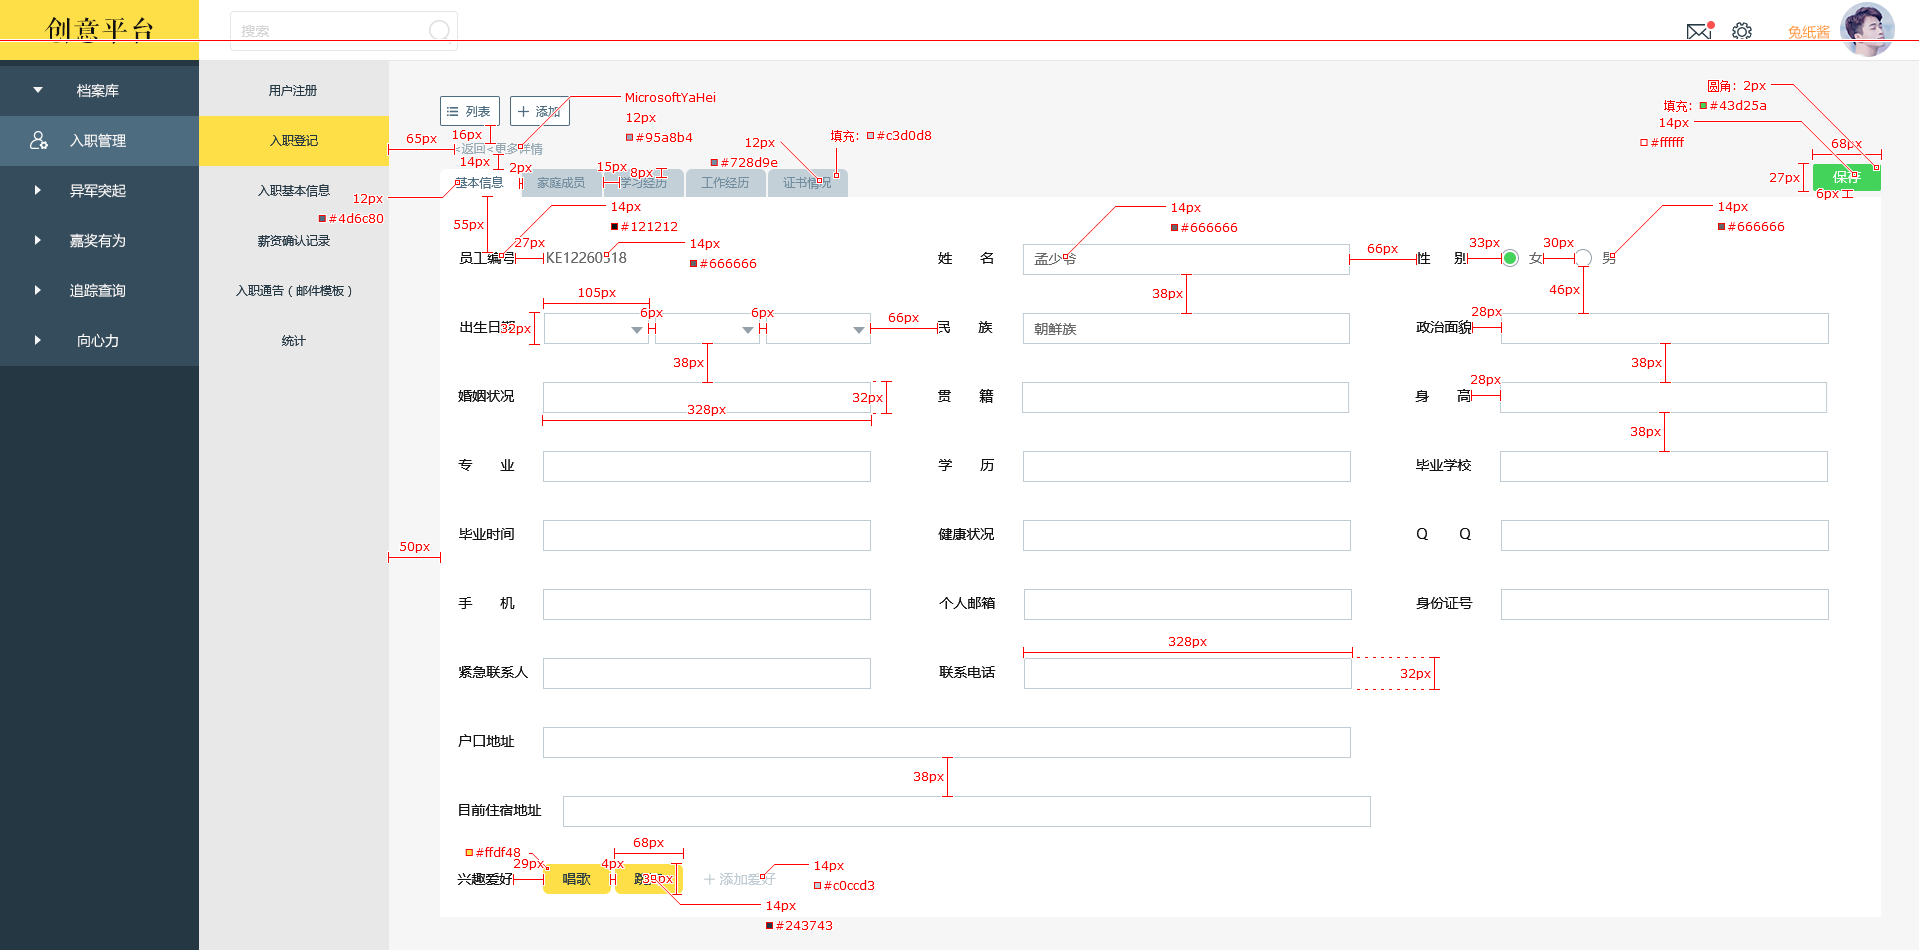 创意平台
搜索
兔纸酱
档案库
入职管理
异军突起
嘉奖有为
追踪查询
向心力
用户注册
入职登记
入职基本信息
薪资确认记录
入职通告（邮件模板）
统计
列表
添加
MicrosoftYaHei
12px
#95a8b4
圆角：2px
填充：#43d25a
14px
#ffffff
68px
65px
16px
<返回<更多详情
14px
2px
12px
#728d9e
填充：#c3d0d8
15px
8px
基本信息
家庭成员
学习经历
工作经历
证书情况
27px
保存
6px
12px
#4d6c80
55px
14px
#121212
27px
14px
#666666
14px
#666666
66px
33px
30px
14px
#666666
员工编号
KE12260318
姓 名
孟少爷
性 别
女
男
105px
38px
46px
出生日期
32px
6px
6px
66px
民 族
朝鲜族
28px
政治面貌
38px
38px
婚姻状况
328px
32px
贯 籍
28px
身 高
38px
专 业
学 历
毕业学校
毕业时间
健康状况
Q Q
50px
手 机
个人邮箱
身份证号
328px
紧急联系人
联系电话
32px
户口地址
38px
目前住宿地址
#ffdf48
68px
29px
4px
兴趣爱好
唱歌
添加爱好
14px
#c0ccd3
14px
#243743